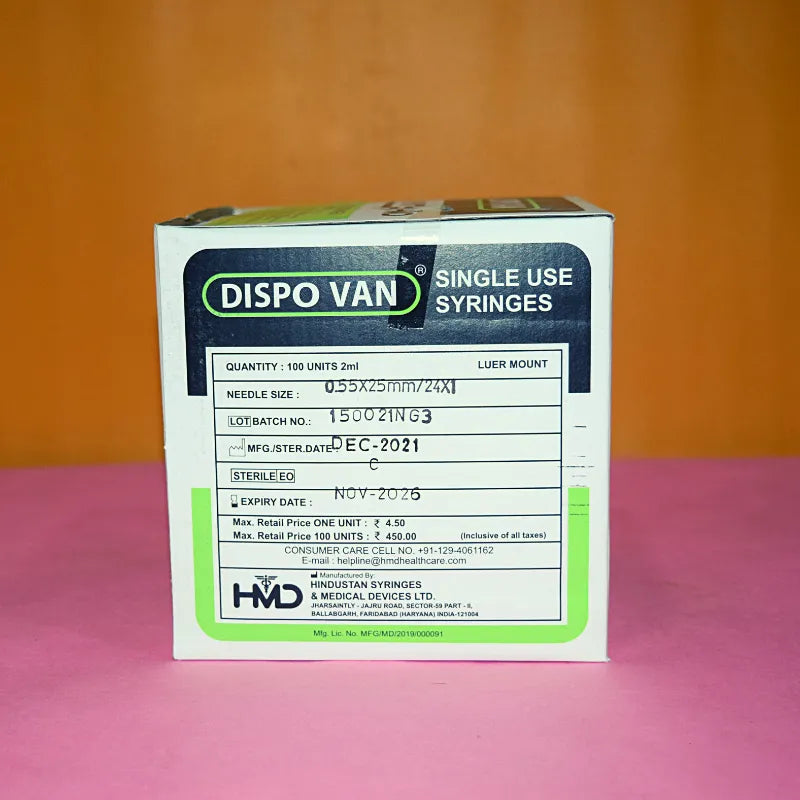 DISPO VAN ® SINGLE USE
SYRINGES
QUANTITY : 100 UNITS 2ml LUER MOUNT
NEEDLE SIZE : 0.55X25mm/24X1
LOT BATCH NO.: 150021NG3
MFG./STER.DATE: DEC-2021
C
STERILE EO
EXPIRY DATE : NOV-2026
Max. Retail Price ONE UNIT : ₹ 4.50
Max. Retail Price 100 UNITS : ₹ 450.00 (Inclusive of all taxes)
CONSUMER CARE CELL NO. +91-129-4061162
E-mail : helpline@hmdhealthcare.com
HMD
Manufactured By:
HINDUSTAN SYRINGES
& MEDICAL DEVICES LTD.
JHARSAINTLY - JAJRU ROAD, SECTOR-59 PART - II,
BALLABGARH, FARIDABAD (HARYANA) INDIA-121004
Mfg. Lic. No. MFG/MD/2019/000091